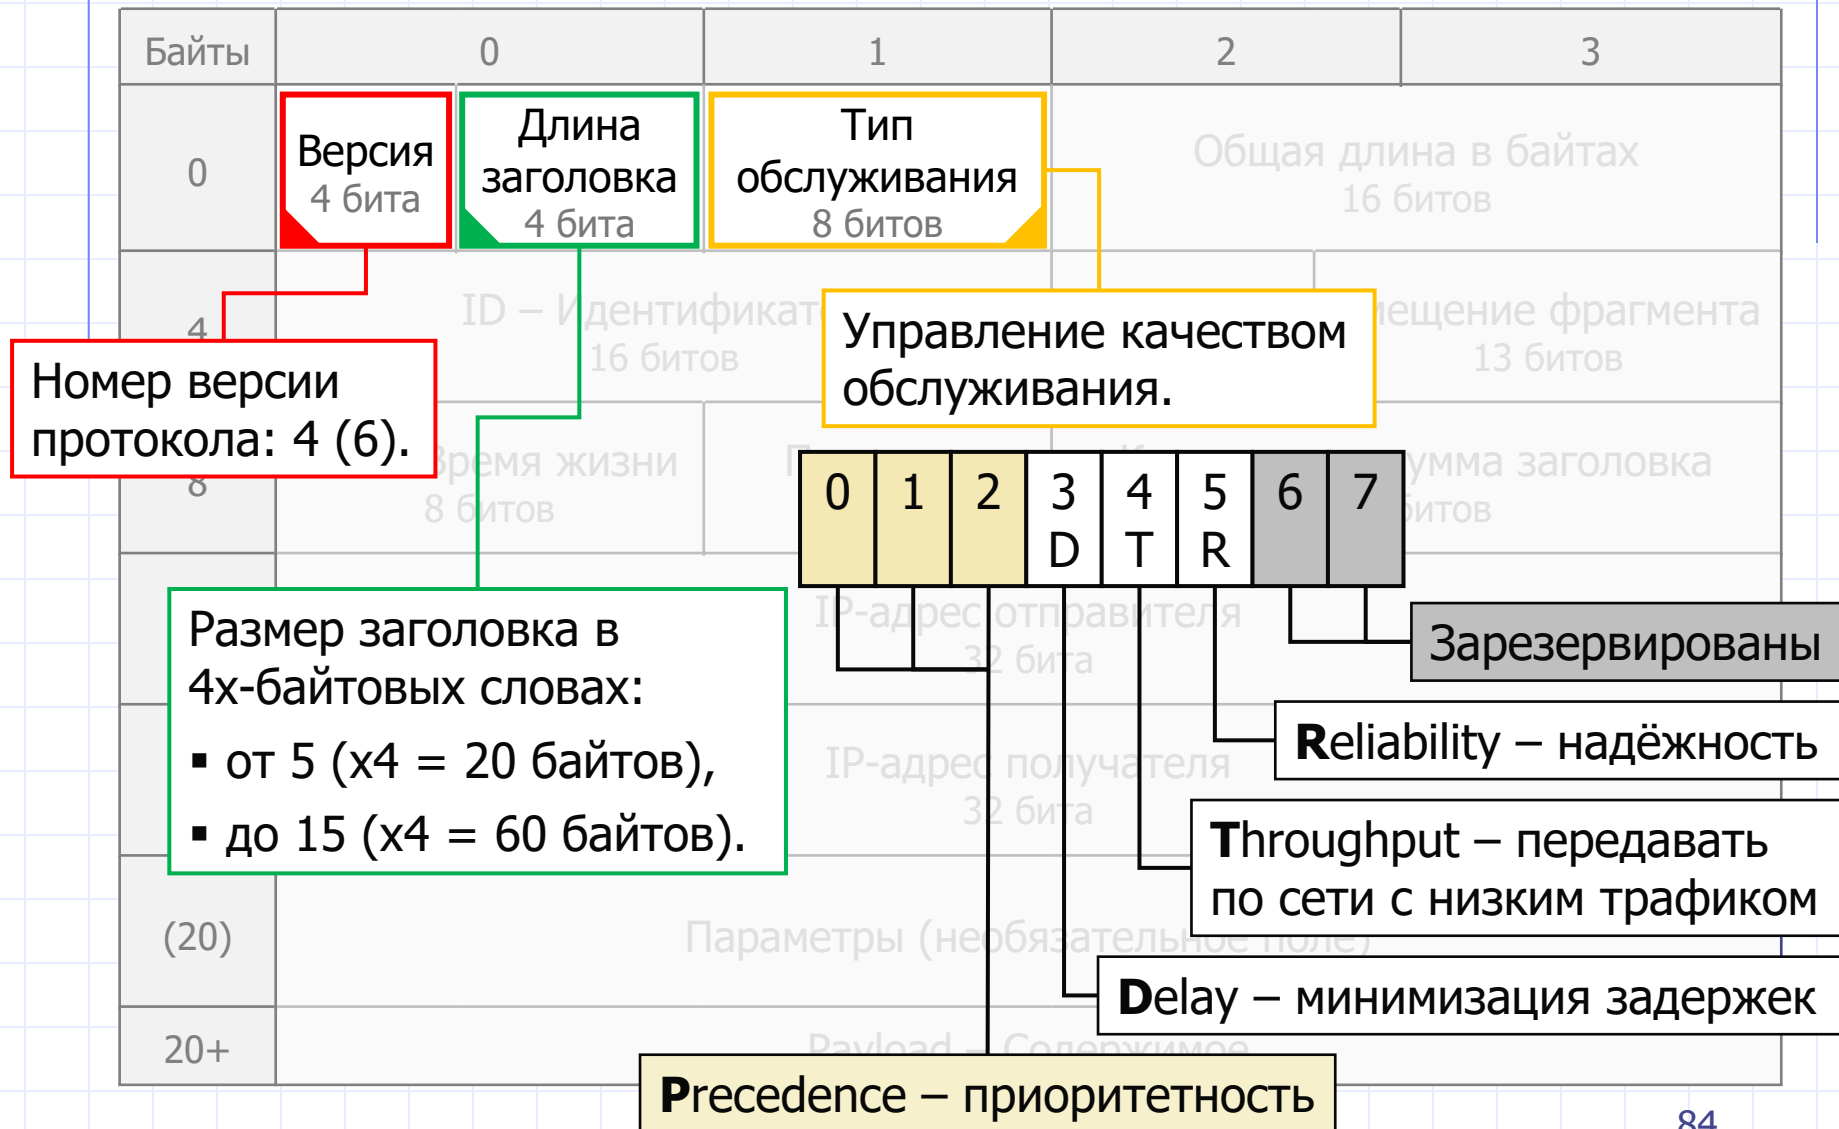 Байты 0 1 2 3
0
Версия
4 бита
Длина
заголовка
4 бита
Тип
обслуживания
8 битов
Общая длина в байтах
16 битов
4
ID –
16 битов
фрагмента
13 битов
Управление качеством
обслуживания.
Номер версии
протокола: 4 (6).
8
Время жизни
8 битов
заголовка
битов
0 1 2 3 4 5 6 7
D T R
IP-адрес отправителя
32 бита
Размер заголовка в
4х-байтовых словах:
▪ от 5 (х4 = 20 байтов),
▪ до 15 (х4 = 60 байтов).
Зарезервированы
Reliability – надёжность
IP-адрес получателя
32 бита
Throughput – передавать
по сети с низким трафиком
(20)
Параметры (необязательное поле)
Delay – минимизация задержек
20+
Payload – Содержимое
Precedence – приоритетность
84